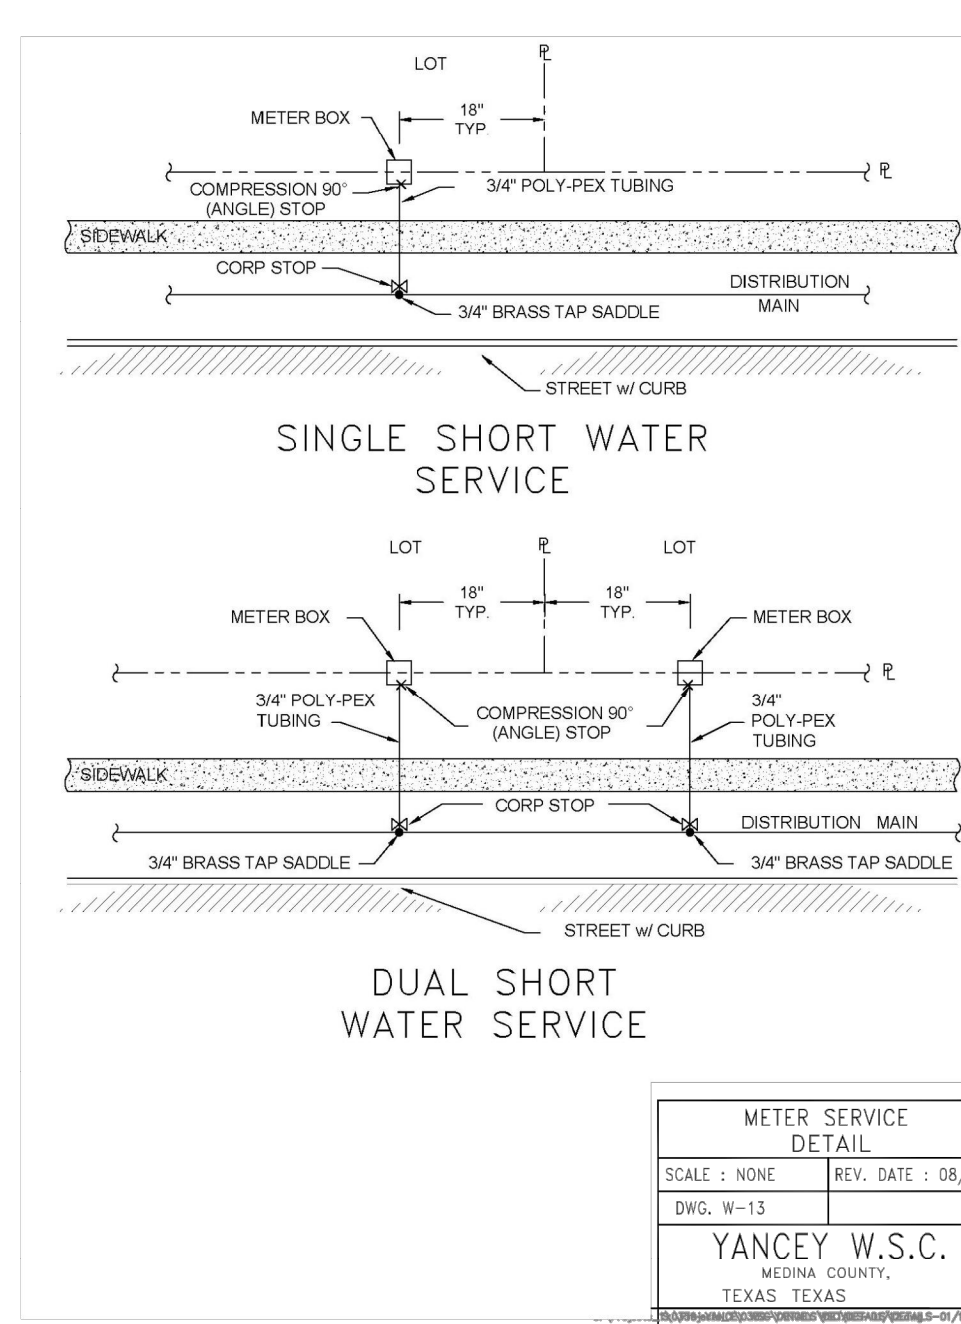 LOT
℄
18"
TYP.
METER BOX
℄
COMPRESSION 90°
(ANGLE) STOP
3/4" POLY-PEX TUBING
SIDEWALK
CORP STOP
DISTRIBUTION
MAIN
3/4" BRASS TAP SADDLE
STREET w/ CURB
SINGLE SHORT WATER
SERVICE
LOT
℄
LOT
18"
TYP.
18"
TYP.
METER BOX
METER BOX
℄
3/4" POLY-PEX
TUBING
COMPRESSION 90°
(ANGLE) STOP
3/4"
POLY-PEX
TUBING
SIDEWALK
CORP STOP
DISTRIBUTION MAIN
3/4" BRASS TAP SADDLE
3/4" BRASS TAP SADDLE
STREET w/ CURB
DUAL SHORT
WATER SERVICE
METER SERVICE
DETAIL
SCALE : NONE
REV. DATE : 08/
DWG. W-13
YANCEY W.S.C.
MEDINA COUNTY,
TEXAS TEXAS